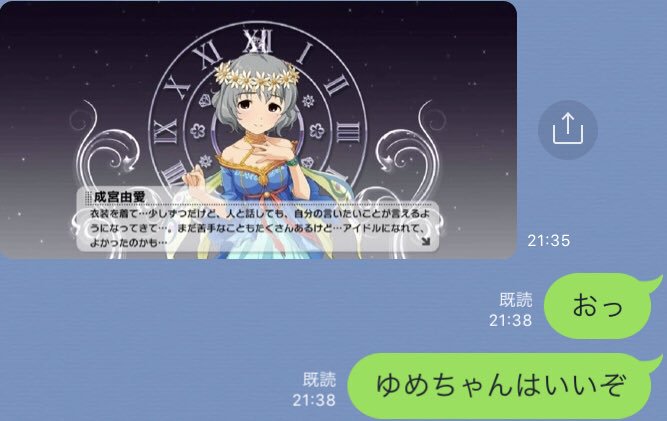 XII
I
II
III
IX
X
XI
成宮由愛
衣装を着て…少しずつだけど、人と話しても、自分の言いたいことが言えるよ
うになってきて…。まだ苦手なこともたくさんあるけど…アイドルになれて、
よかったのかも…
21:35
既読
21:38
おっ
既読
21:38
ゆめちゃんはいいぞ